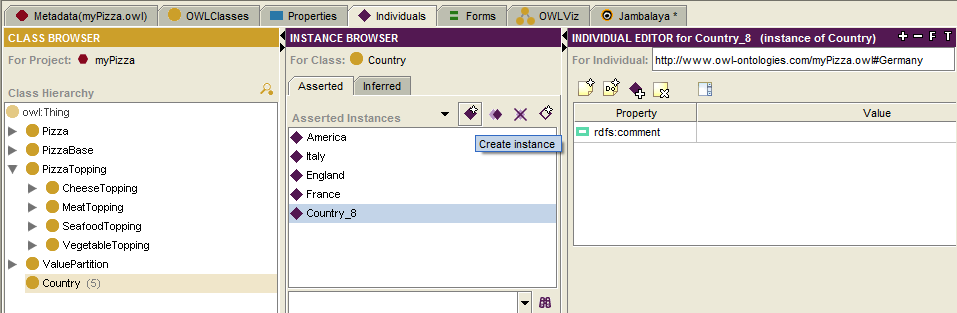 Metadata(myPizza.owl) OWLClasses Properties Individuals Forms OWLViz Jambalaya *
CLASS BROWSER
For Project: myPizza
Class Hierarchy
owl:Thing
Pizza
PizzaBase
PizzaTopping
CheeseTopping
MeatTopping
SeafoodTopping
VegetableTopping
ValuePartition
Country (5)
INSTANCE BROWSER
For Class: Country
Asserted Inferred
Asserted Instances
Create instance
America
Italy
England
France
Country_8
INDIVIDUAL EDITOR for Country_8 (instance of Country) + - F T
For Individual: http://www.owl-ontologies.com/myPizza.owl#Germany
Property Value
rdfs:comment